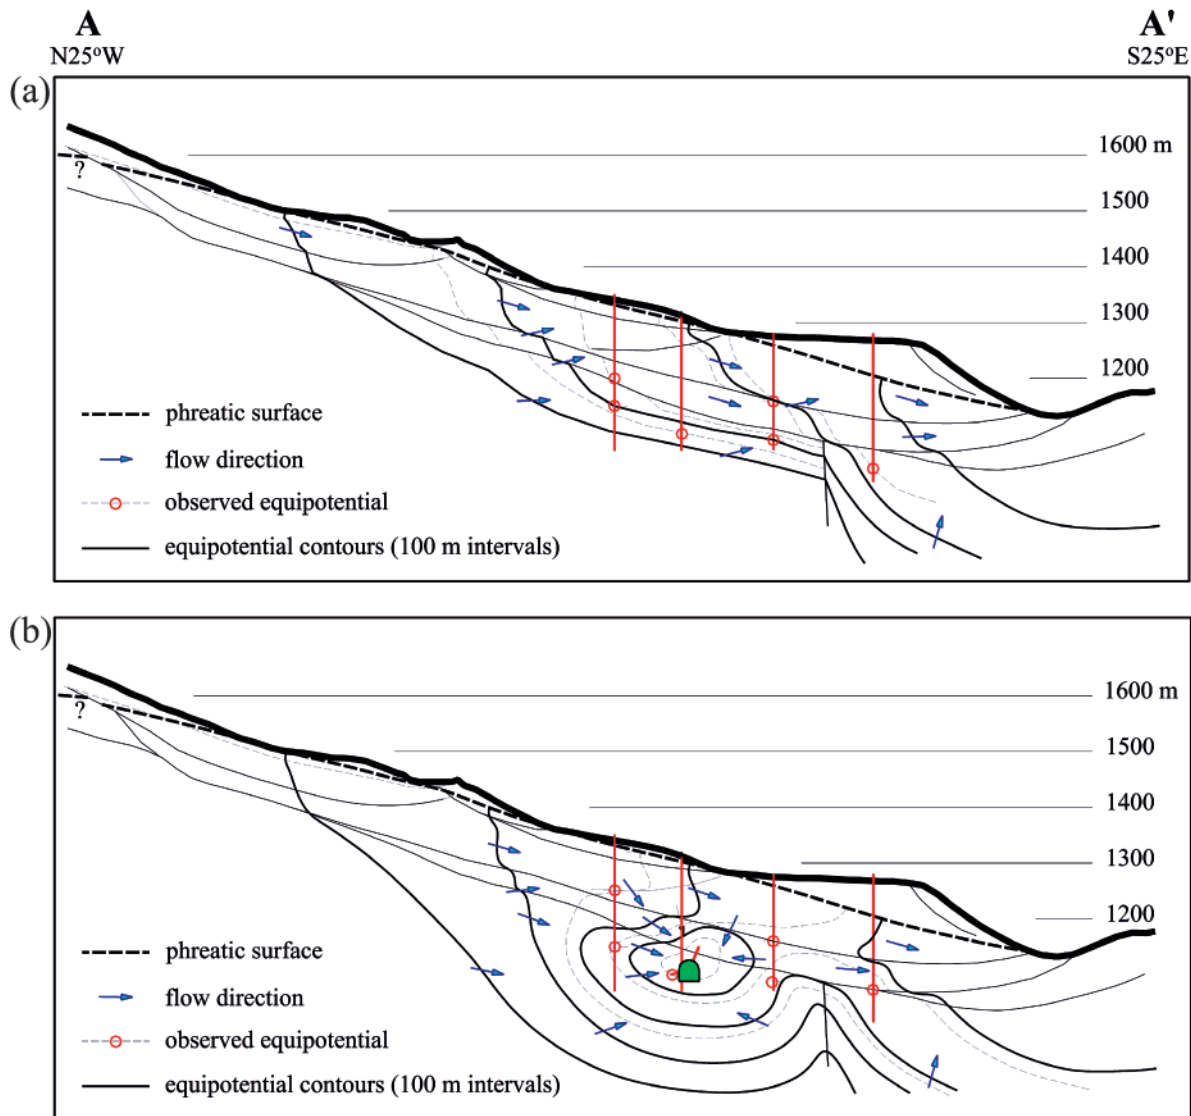 A
N25°W
A'
S25°E
(a)
1600 m
?
1500
1400
1300
1200
phreatic surface
flow direction
observed equipotential
equipotential contours (100 m intervals)
(b)
1600 m
?
1500
1400
1300
1200
phreatic surface
flow direction
observed equipotential
equipotential contours (100 m intervals)